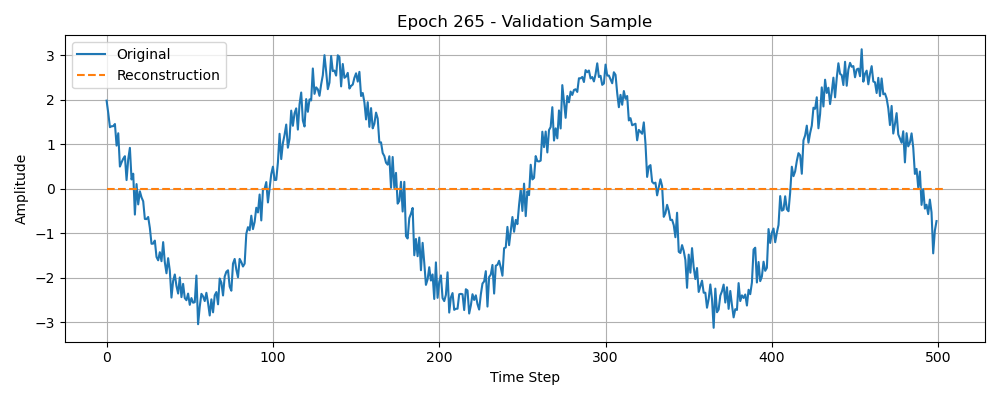 Epoch 265 - Validation Sample
Original
Reconstruction
Amplitude
3
2
1
0
−1
−2
−3
0 100 200 300 400 500
Time Step